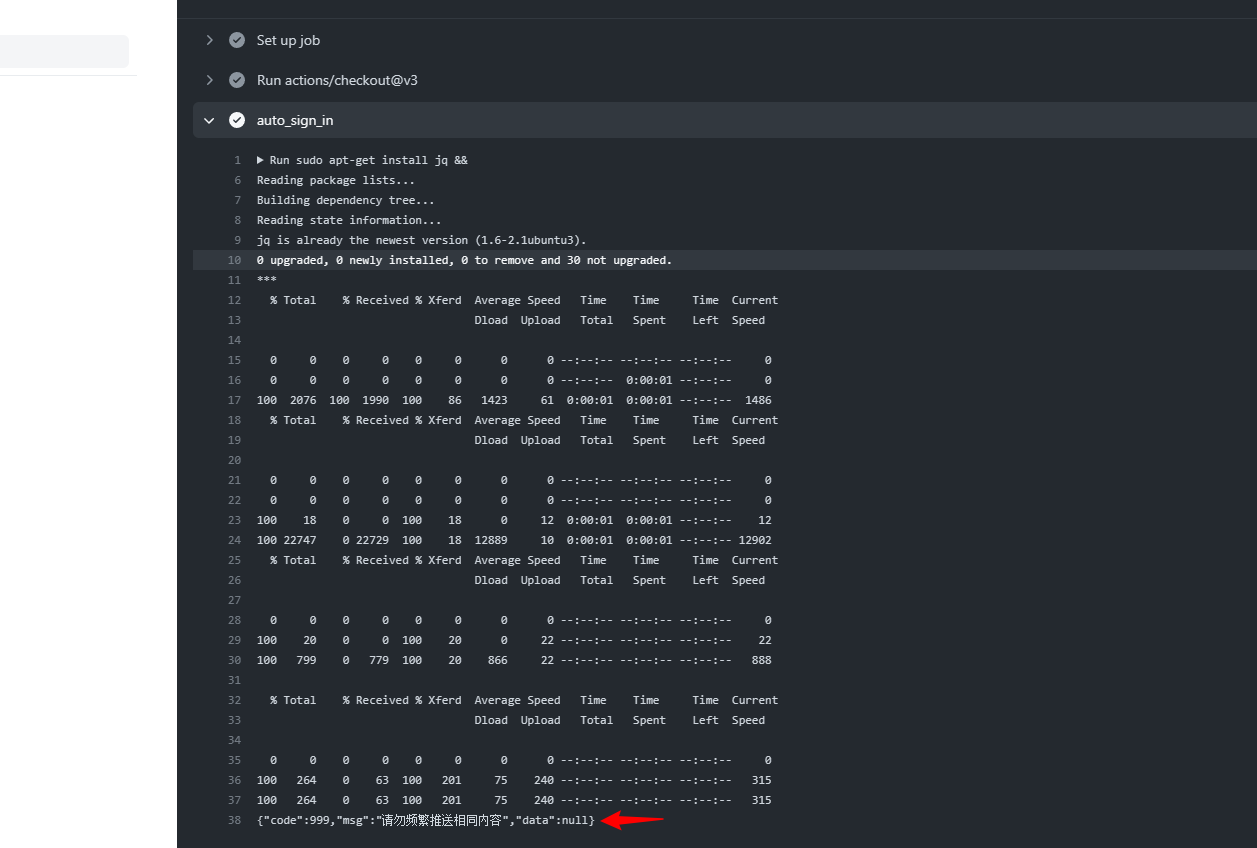 Set up job
Run actions/checkout@v3
auto_sign_in
1 Run sudo apt-get install jq &&
6 Reading package lists...
7 Building dependency tree...
8 Reading state information...
9 jq is already the newest version (1.6-2.1ubuntu3).
10 0 upgraded, 0 newly installed, 0 to remove and 30 not upgraded.
11 ***
12 % Total % Received % Xferd Average Speed Time Time Time Current
13 Dload Upload Total Spent Left Speed
14
15 0 0 0 0 0 0 0 0 --:--:-- --:--:-- --:--:-- 0
16 0 0 0 0 0 0 0 0 --:--:-- 0:00:01 --:--:-- 0
17 100 2076 100 1990 100 86 1423 61 0:00:01 0:00:01 --:--:-- 1486
18 % Total % Received % Xferd Average Speed Time Time Time Current
19 Dload Upload Total Spent Left Speed
20
21 0 0 0 0 0 0 0 0 --:--:-- --:--:-- --:--:-- 0
22 0 0 0 0 0 0 0 0 --:--:-- --:--:-- --:--:-- 0
23 100 18 0 0 100 18 0 12 0:00:01 0:00:01 --:--:-- 12
24 100 22747 0 22729 100 18 12889 10 0:00:01 0:00:01 --:--:-- 12902
25 % Total % Received % Xferd Average Speed Time Time Time Current
26 Dload Upload Total Spent Left Speed
27
28 0 0 0 0 0 0 0 0 --:--:-- --:--:-- --:--:-- 0
29 100 20 0 0 100 20 0 22 --:--:-- --:--:-- --:--:-- 22
30 100 799 0 779 100 20 866 22 --:--:-- --:--:-- --:--:-- 888
31
32 % Total % Received % Xferd Average Speed Time Time Time Current
33 Dload Upload Total Spent Left Speed
34
35 0 0 0 0 0 0 0 0 --:--:-- --:--:-- --:--:-- 0
36 100 264 0 63 100 201 75 240 --:--:-- --:--:-- --:--:-- 315
37 100 264 0 63 100 201 75 240 --:--:-- --:--:-- --:--:-- 315
38 {"code":999,"msg":"请勿频繁推送相同内容","data":null}